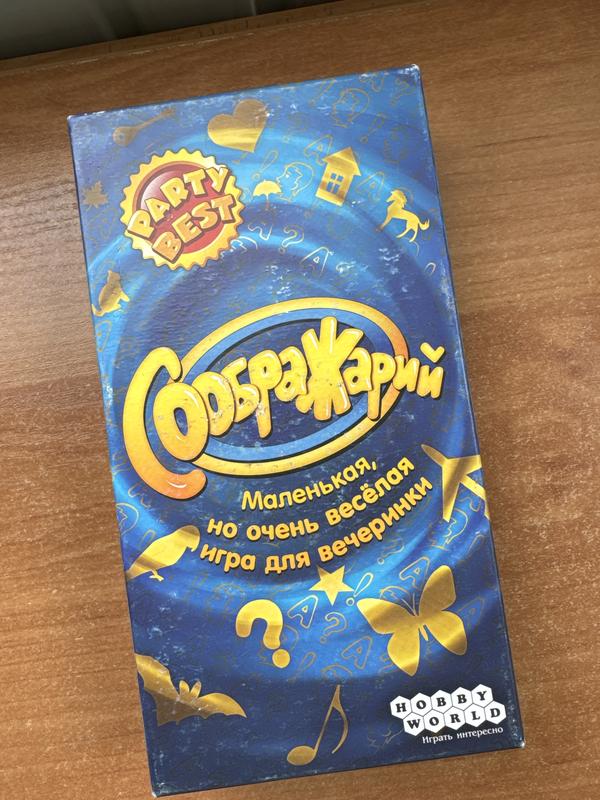 PARTY
BEST
СообраЖарий
Маленькая,
но очень весёлая
игра для вечеринки
HOBBY
WORLD
Играть интересно